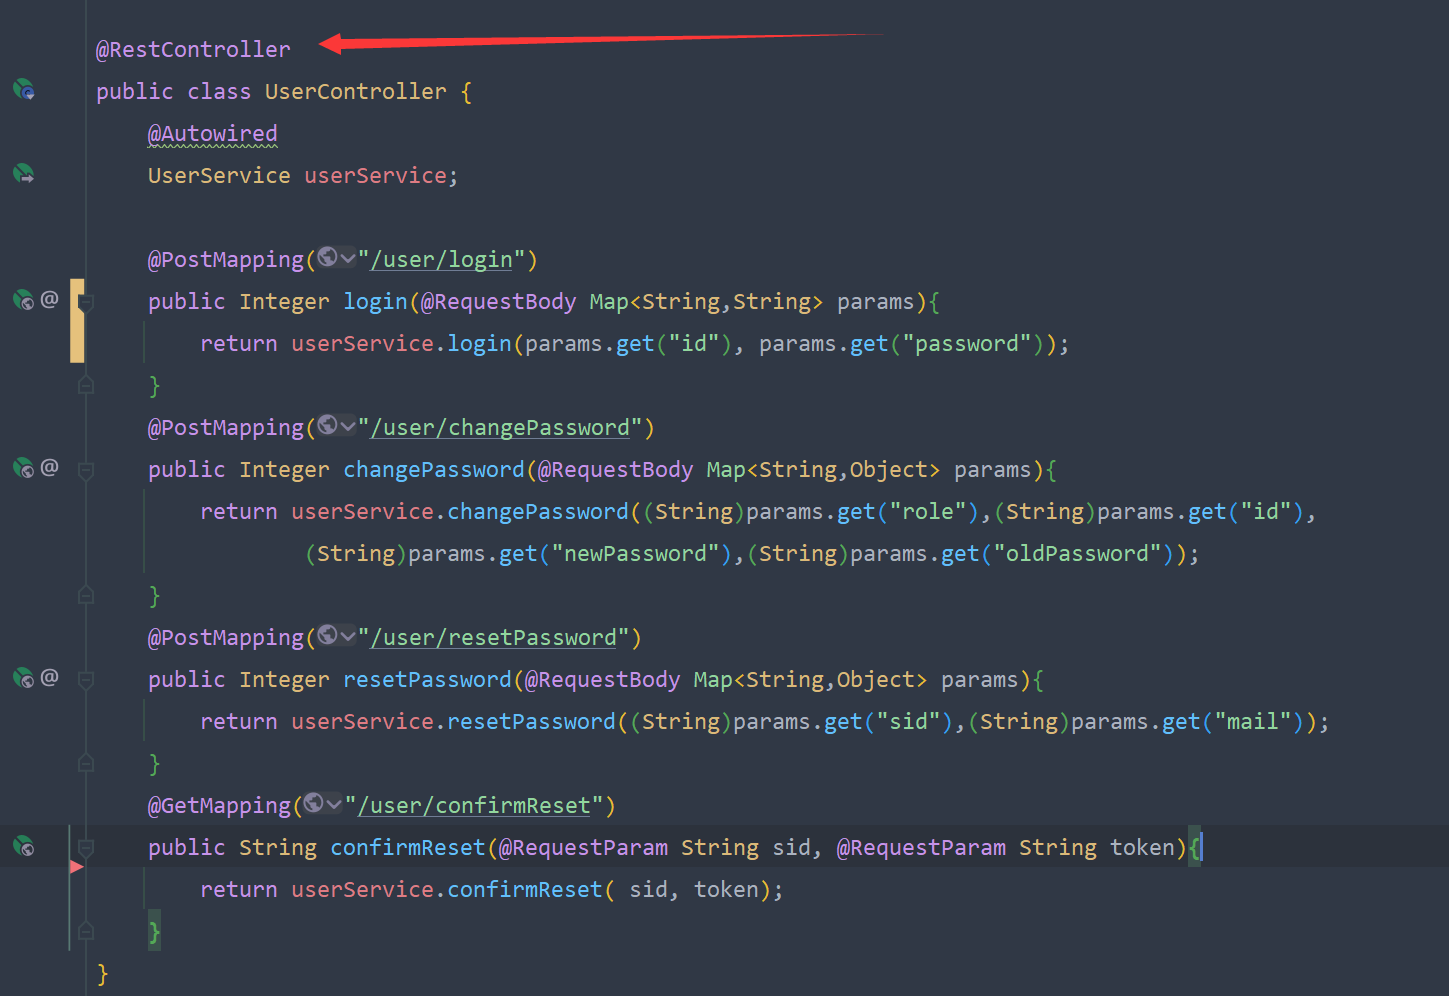 @RestController
public class UserController {
    @Autowired
    UserService userService;

    @PostMapping("/user/login")
@    public Integer login(@RequestBody Map<String,String> params){
        return userService.login(params.get("id"), params.get("password"));
    }
    @PostMapping("/user/changePassword")
@    public Integer changePassword(@RequestBody Map<String,Object> params){
        return userService.changePassword((String)params.get("role"),(String)params.get("id"),
                (String)params.get("newPassword"),(String)params.get("oldPassword"));
    }
    @PostMapping("/user/resetPassword")
@    public Integer resetPassword(@RequestBody Map<String,Object> params){
        return userService.resetPassword((String)params.get("sid"),(String)params.get("mail"));
    }
    @GetMapping("/user/confirmReset")
    public String confirmReset(@RequestParam String sid, @RequestParam String token){
        return userService.confirmReset( sid, token);
    }
}